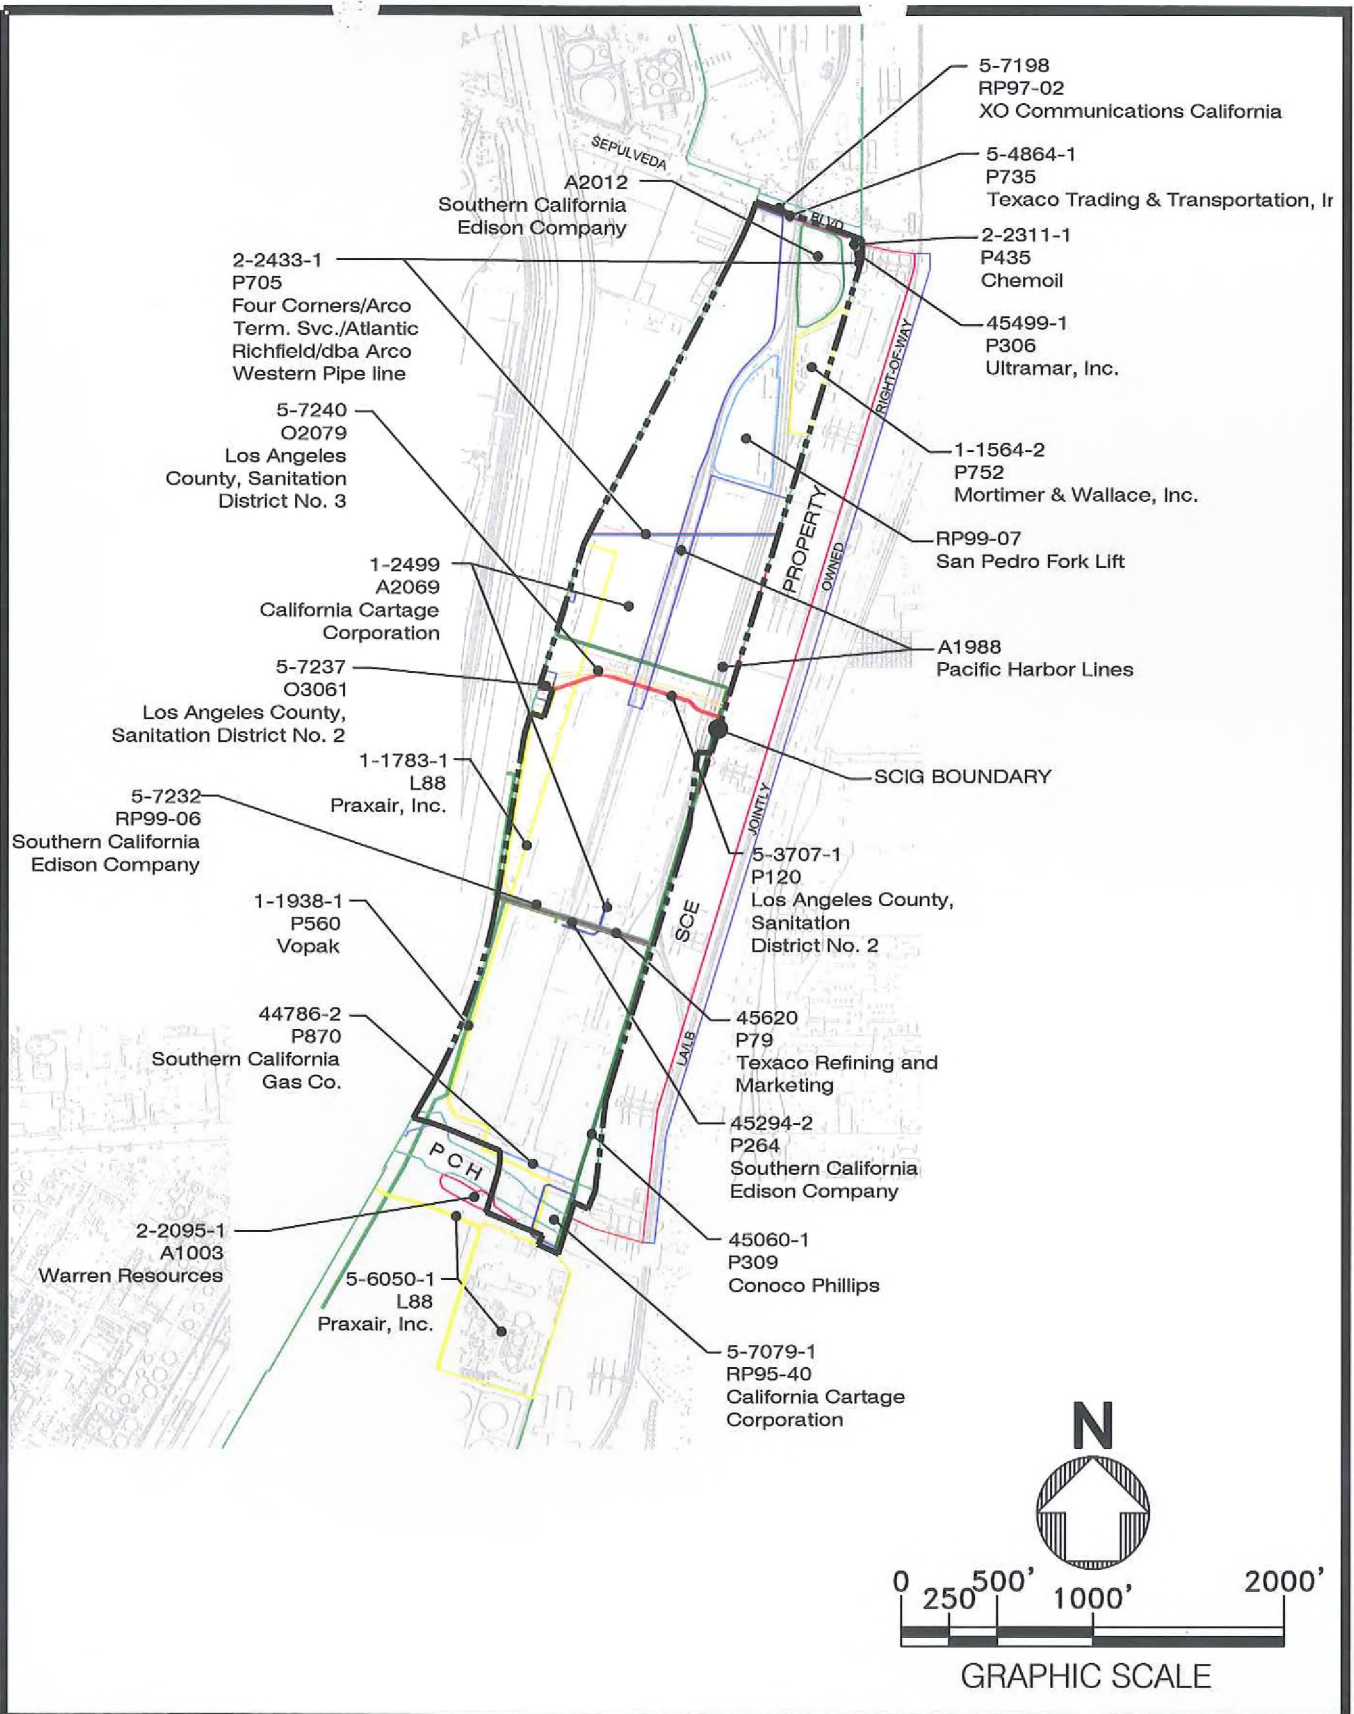 5-7198
RP97-02
XO Communications California
5-4864-1
P735
Texaco Trading & Transportation, Ir
SEPULVEDA
BLVD
A2012
Southern California
Edison Company
2-2311-1
P435
Chemoil
2-2433-1
P705
Four Corners/Arco
Term. Svc./Atlantic
Richfield/dba Arco
Western Pipe line
45499-1
P306
Ultramar, Inc.
RIGHT-OF-WAY
5-7240
O2079
Los Angeles
County, Sanitation
District No. 3
1-1564-2
P752
Mortimer & Wallace, Inc.
PROPERTY
OWNED
RP99-07
San Pedro Fork Lift
1-2499
A2069
California Cartage
Corporation
A1988
Pacific Harbor Lines
5-7237
O3061
Los Angeles County,
Sanitation District No. 2
SCIG BOUNDARY
1-1783-1
L88
Praxair, Inc.
JOINTLY
5-7232
RP99-06
Southern California
Edison Company
5-3707-1
P120
Los Angeles County,
Sanitation
District No. 2
SCE
1-1938-1
P560
Vopak
44786-2
P870
Southern California
Gas Co.
45620
P79
Texaco Refining and
Marketing
LA/LB
45294-2
P264
Southern California
Edison Company
PCH
2-2095-1
A1003
Warren Resources
45060-1
P309
Conoco Phillips
5-6050-1
L88
Praxair, Inc.
5-7079-1
RP95-40
California Cartage
Corporation
N
0 250 500' 1000' 2000'
GRAPHIC SCALE